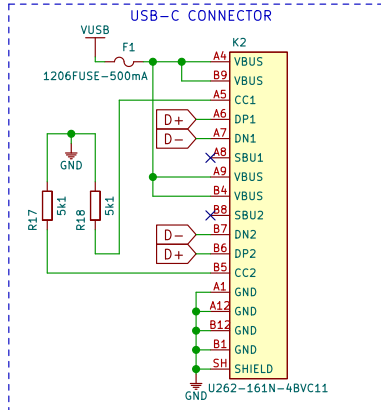 USB-C CONNECTOR
VUSB
F1
1206FUSE-500mA
K2
A4 VBUS
B9 VBUS
A5 CC1
D+ A6 DP1
D- A7 DN1
A8 SBU1
A9 VBUS
B4 VBUS
B8 SBU2
D- B7 DN2
D+ B6 DP2
B5 CC2
A1 GND
A12 GND
B12 GND
B1 GND
SH SHIELD
GND
R17
5k1
R18
5k1
GND
U262-161N-4BVC11